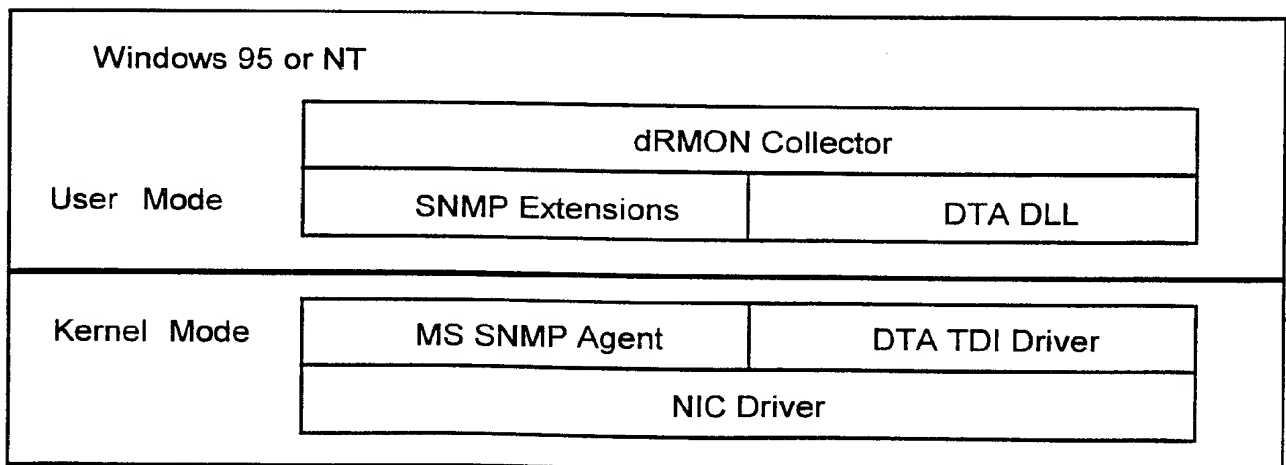 Windows 95 or NT
dRMON Collector
User Mode
SNMP Extensions
DTA DLL
Kernel Mode
MS SNMP Agent
DTA TDI Driver
NIC Driver